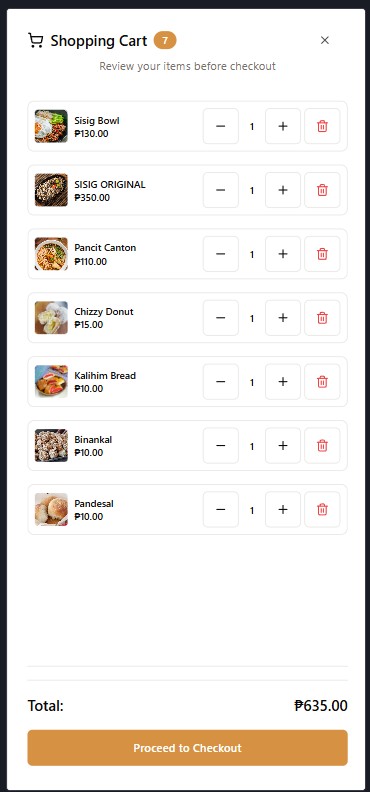 Shopping Cart 7
Review your items before checkout
Sisig Bowl
₱130.00
1
SISIG ORIGINAL
₱350.00
1
Pancit Canton
₱110.00
1
Chizzy Donut
₱15.00
1
Kalihim Bread
₱10.00
1
Binankal
₱10.00
1
Pandesal
₱10.00
1
Total: ₱635.00
Proceed to Checkout